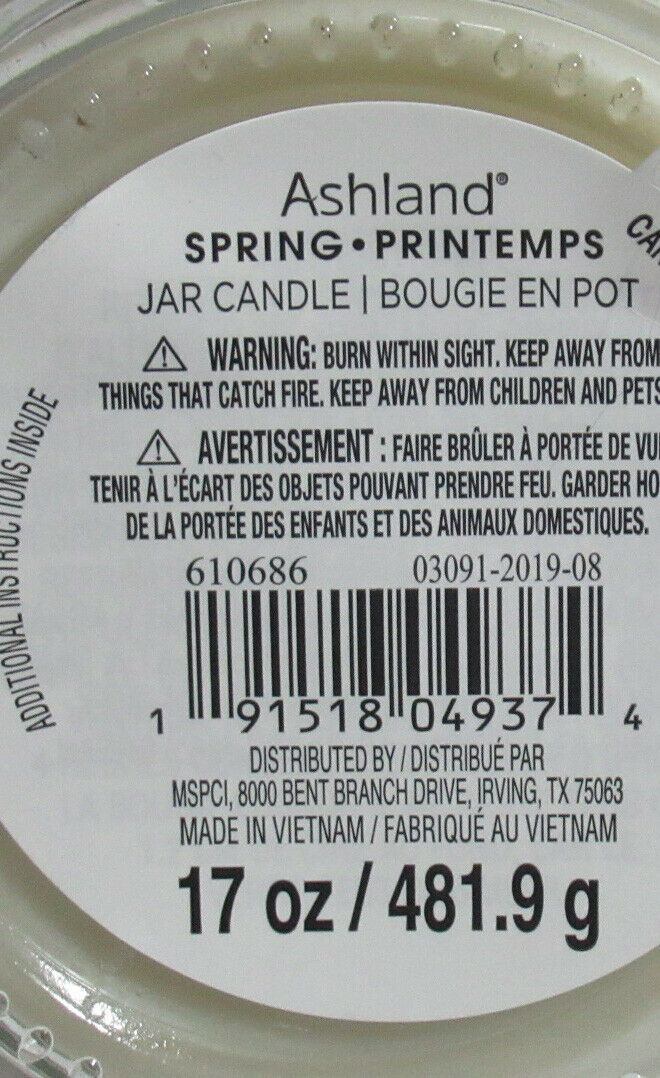 Ashland®
SPRING • PRINTEMPS
JAR CANDLE | BOUGIE EN POT
⚠ WARNING: BURN WITHIN SIGHT. KEEP AWAY FROM
THINGS THAT CATCH FIRE. KEEP AWAY FROM CHILDREN AND PETS
⚠ AVERTISSEMENT : FAIRE BRÛLER À PORTÉE DE VUE
TENIR À L'ÉCART DES OBJETS POUVANT PRENDRE FEU. GARDER HO
DE LA PORTÉE DES ENFANTS ET DES ANIMAUX DOMESTIQUES.
610686 03091-2019-08
1 91518 04937 4
DISTRIBUTED BY / DISTRIBUÉ PAR
MSPCI, 8000 BENT BRANCH DRIVE, IRVING, TX 75063
MADE IN VIETNAM / FABRIQUÉ AU VIETNAM
17 oz / 481.9 g
ADDITIONAL INSTRUCTIONS INSIDE